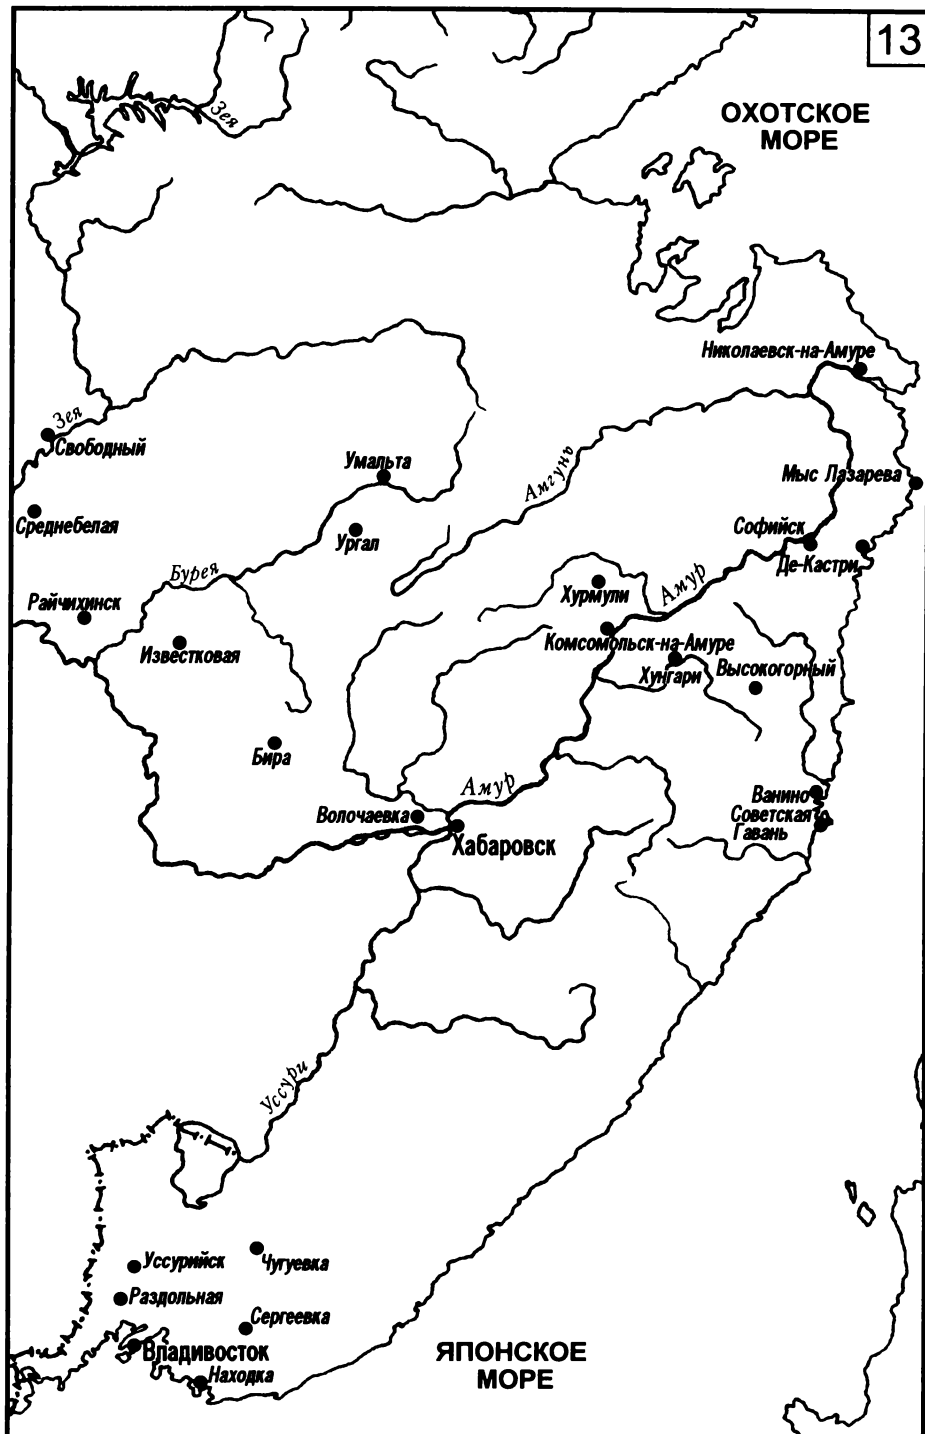 13
ОХОТСКОЕ
МОРЕ
Зея
Николаевск-на-Амуре
Зея
Свободный
Умальта
Амгунь
Мыс Лазарева
Среднебелая
Ургал
Софийск
Де-Кастри
Бурея
Амур
Райчихинск
Хурмули
Известковая
Комсомольск-на-Амуре
Хунгари
Высокогорный
Бира
Амур
Ванино
Волочаевка
Советская
Гавань
Хабаровск
Уссури
Уссурийск
Чугуевка
Раздольная
Сергеевка
Владивосток
ЯПОНСКОЕ
МОРЕ
Находка